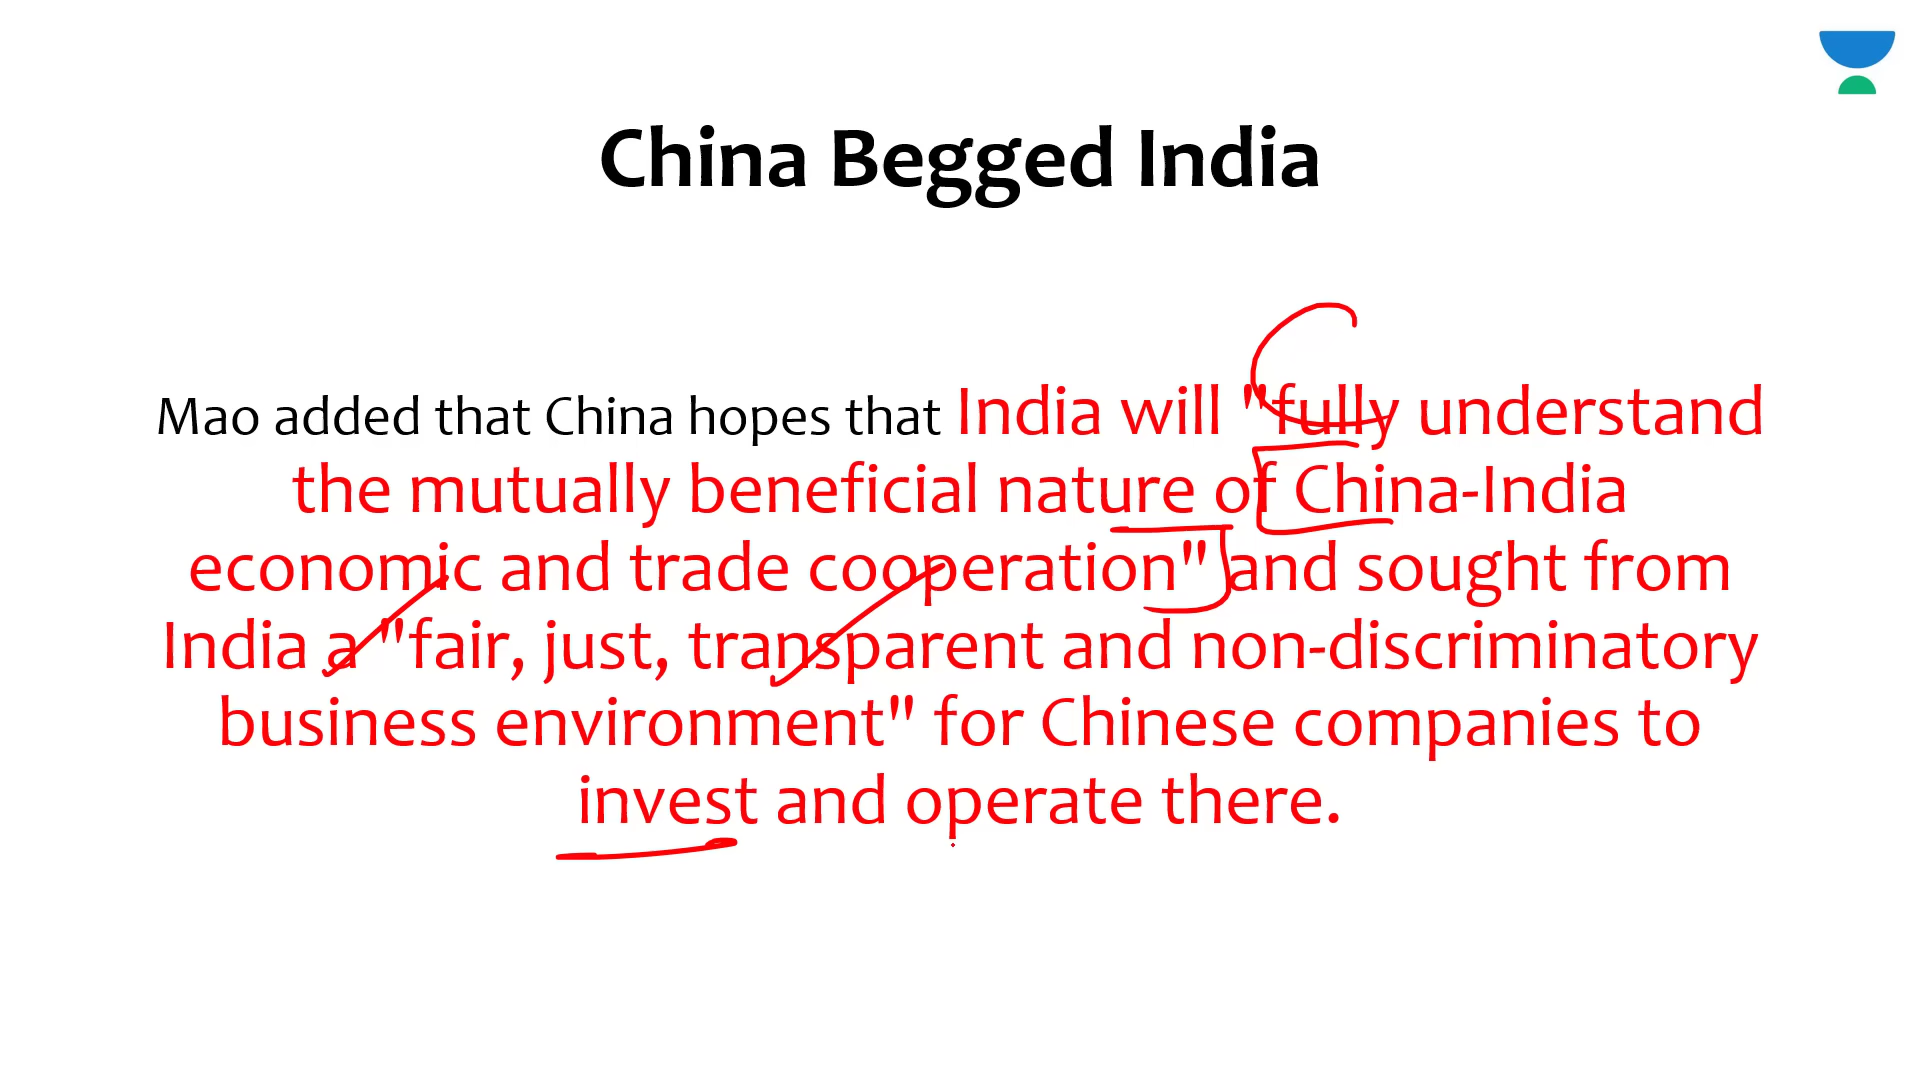 China Begged India
Mao added that China hopes that India will "fully understand
the mutually beneficial nature of China-India
economic and trade cooperation" and sought from
India a "fair, just, transparent and non-discriminatory
business environment" for Chinese companies to
invest and operate there.